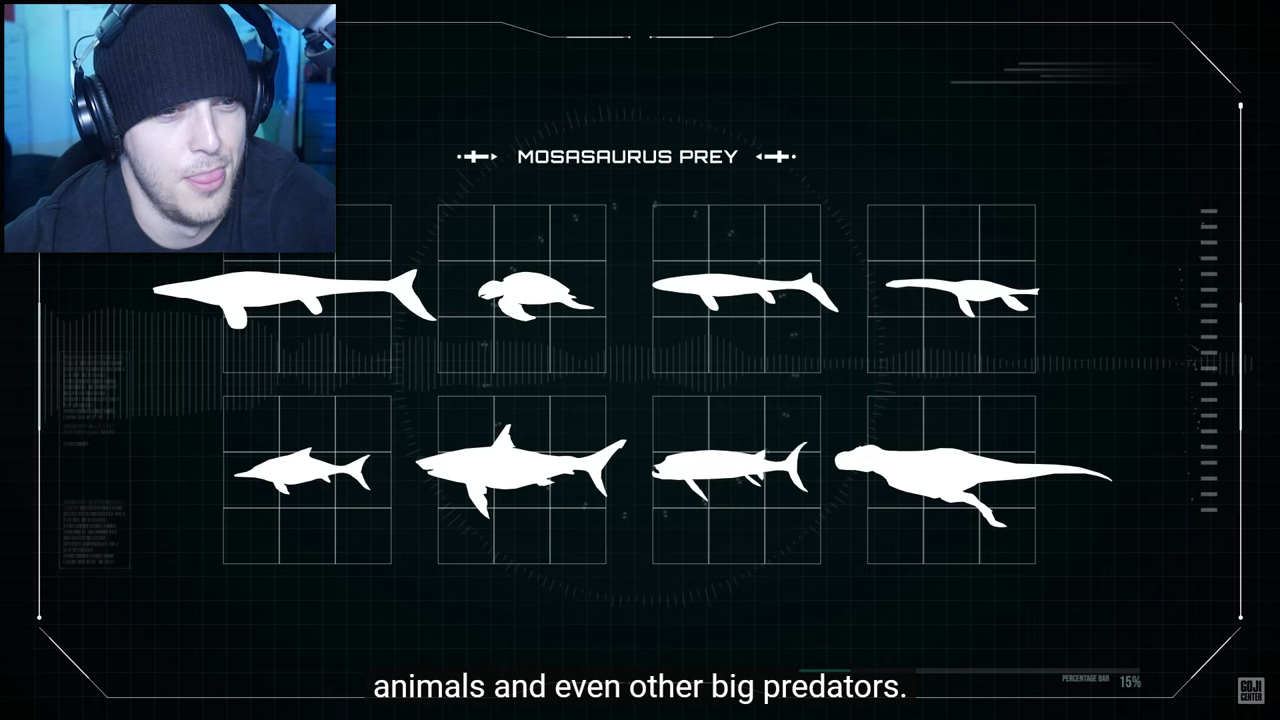 MOSASAURUS PREY
animals and even other big predators.
PERCENTAGE BAR 15%
GOJI
CENTER